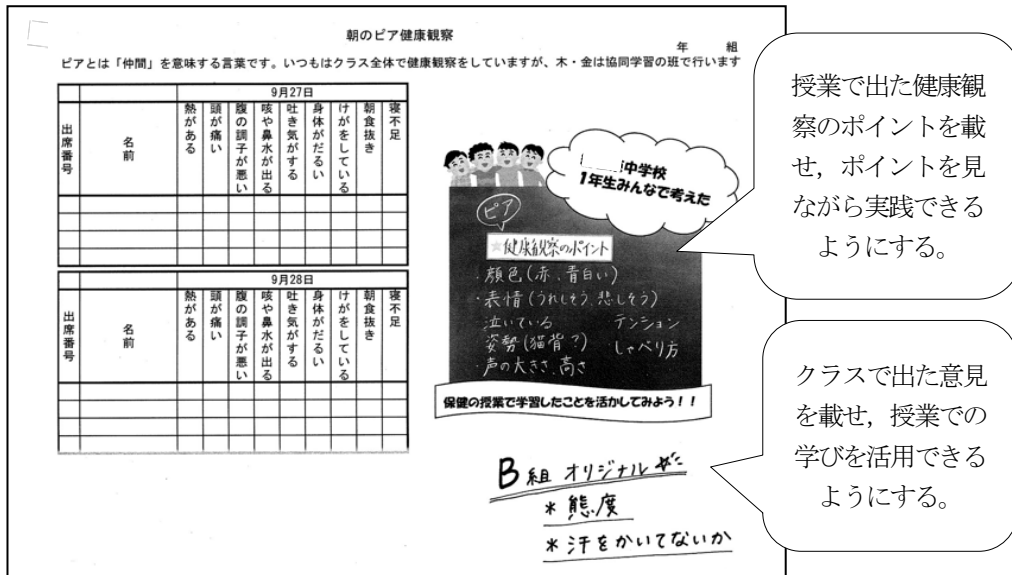 朝のピア健康観察
年 組
ピアとは「仲間」を意味する言葉です。いつもはクラス全体で健康観察をしていますが、木・金は協同学習の班で行います
9月27日
出席番号
名前
熱がある
頭が痛い
腹の調子が悪い
咳や鼻水が出る
吐き気がする
身体がだるい
けがをしている
朝食抜き
寝不足
9月28日
出席番号
名前
熱がある
頭が痛い
腹の調子が悪い
咳や鼻水が出る
吐き気がする
身体がだるい
けがをしている
朝食抜き
寝不足
中学校
1年生みんなで考えた
ピア
☆健康観察のポイント
・顔色(赤、青白い)
・表情(うれしそう、悲しそう)
泣いている テンション
姿勢(猫背?) しゃべり方
・声の大きさ、高さ
保健の授業で学習したことを活かしてみよう!!
B組 オリジナル
* 態度
* 汗をかいてないか
授業で出た健康観
察のポイントを載
せ，ポイントを見
ながら実践できる
ようにする。
クラスで出た意見
を載せ，授業での
学びを活用できる
ようにする。